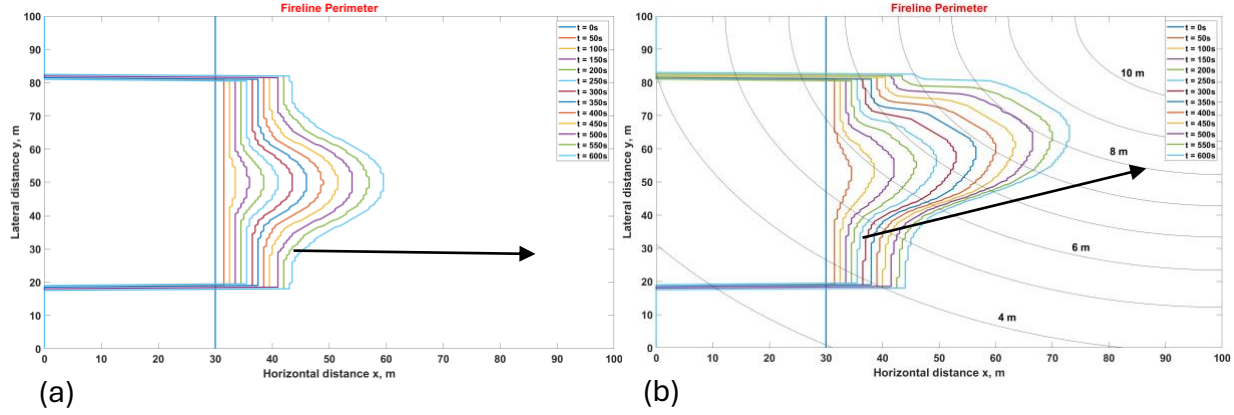 Fireline Perimeter
100
90
80
70
60
50
40
30
20
10
0
Lateral distance y, m
0
10
20
30
40
50
60
70
80
90
100
Horizontal distance x, m
t = 0s
t = 50s
t = 100s
t = 150s
t = 200s
t = 250s
t = 300s
t = 350s
t = 400s
t = 450s
t = 500s
t = 550s
t = 600s
(a)
Fireline Perimeter
100
90
80
70
60
50
40
30
20
10
0
Lateral distance y, m
0
10
20
30
40
50
60
70
80
90
100
Horizontal distance x, m
t = 0s
t = 50s
t = 100s
t = 150s
t = 200s
t = 250s
t = 300s
t = 350s
t = 400s
t = 450s
t = 500s
t = 550s
t = 600s
10 m
8 m
6 m
4 m
(b)